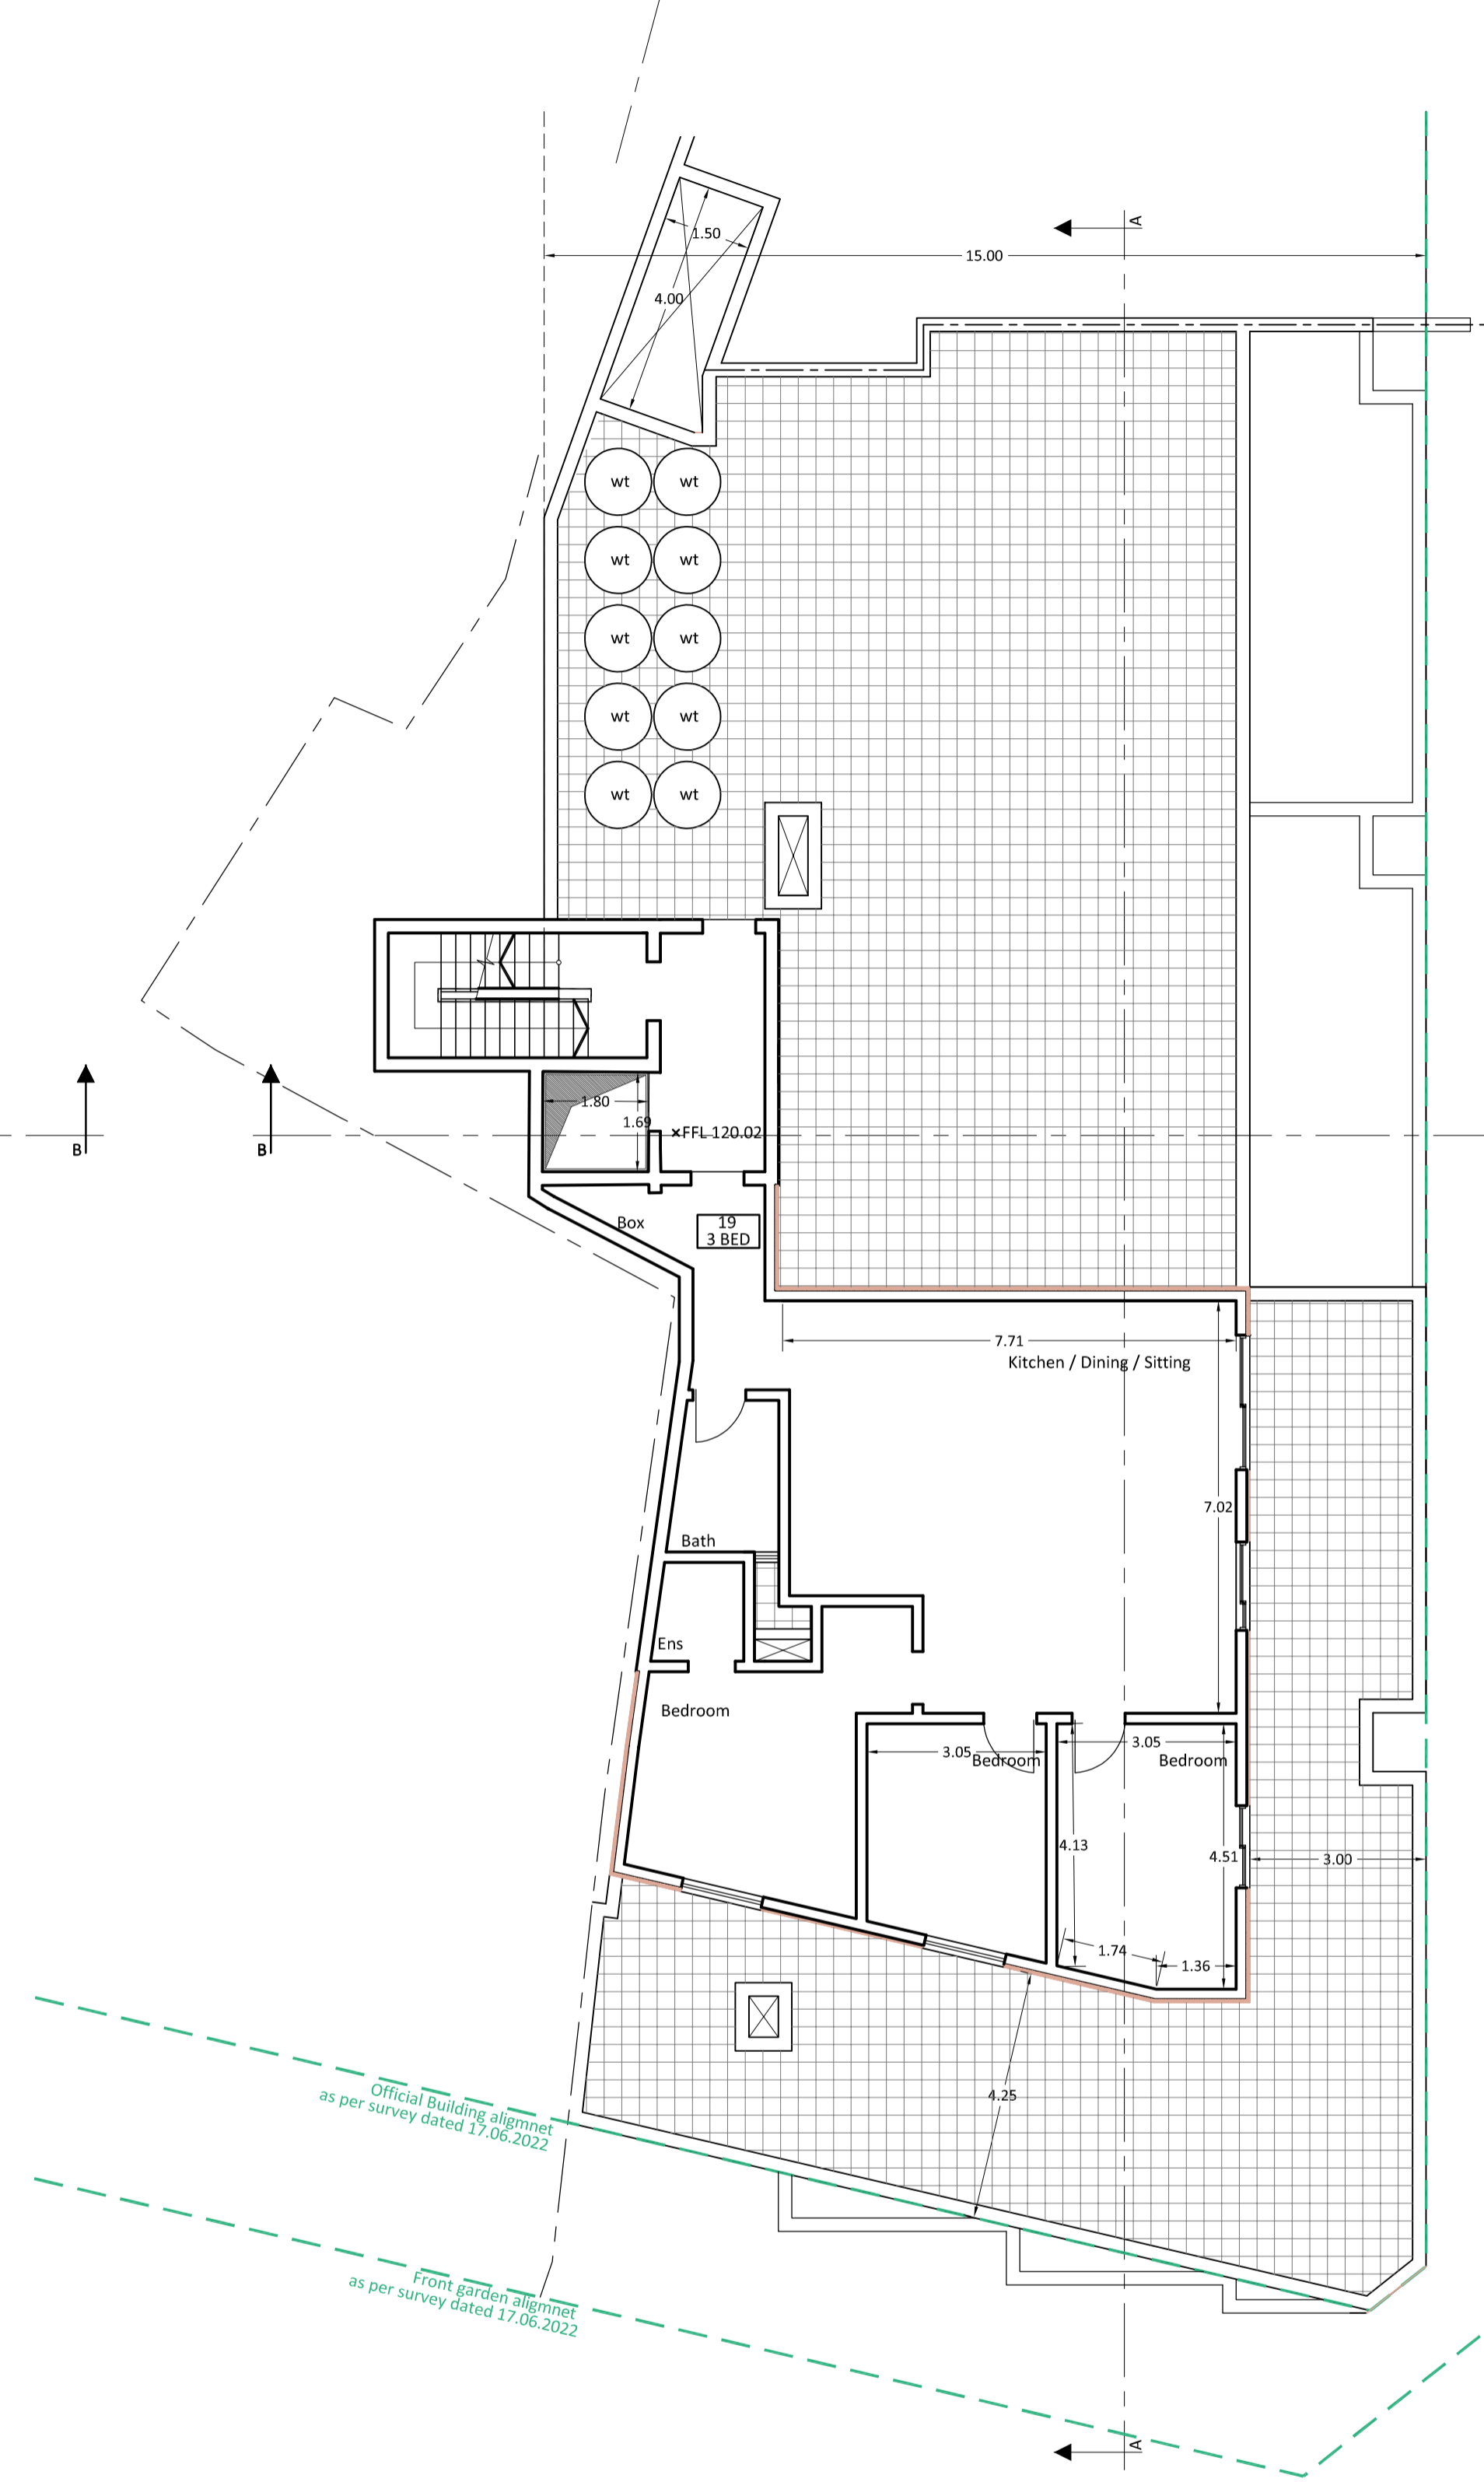 A
1.50
15.00
4.00
wt wt
wt wt
wt wt
wt wt
wt wt
1.80
1.69
FFL 120.02
B B
Box
19
3 BED
7.71
Kitchen / Dining / Sitting
7.02
Bath
Ens
Bedroom
3.05
Bedroom
3.05
Bedroom
4.13
4.51
3.00
1.74
1.36
4.25
Official Building aligmnet
as per survey dated 17.06.2022
Front garden aligmnet
as per survey dated 17.06.2022
A